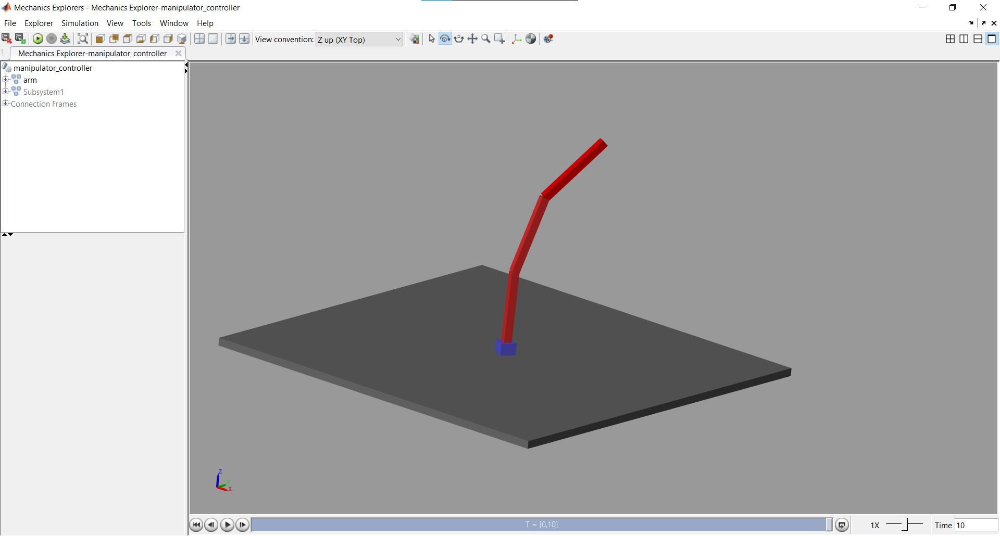 Mechanics Explorers - Mechanics Explorer-manipulator_controller
File Explorer Simulation View Tools Window Help
View convention: Z up (XY Top)
Mechanics Explorer-manipulator_controller
manipulator_controller
arm
Subsystem1
Connection Frames
Z
Y
X
T = [0,10]
1X
Time 10